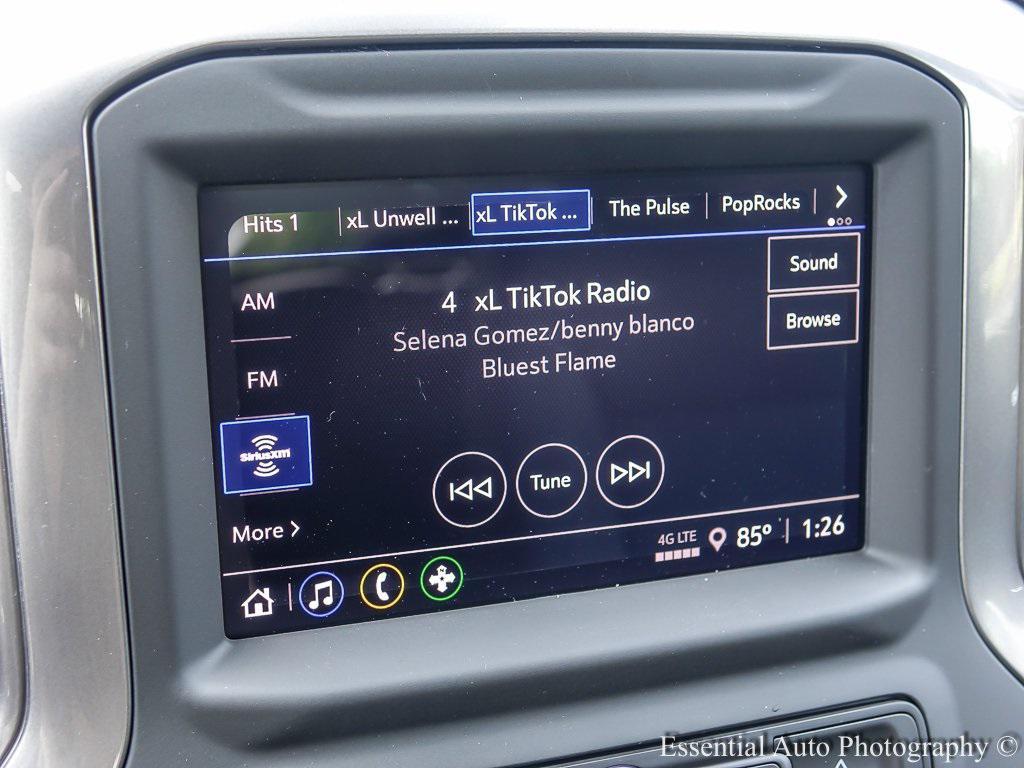 Hits 1
xL Unwell ...
xL TikTok ...
The Pulse
PopRocks
Sound
AM
4 xL TikTok Radio
Selena Gomez/benny blanco
Browse
Bluest Flame
FM
SiriusXM
Tune
More
4G LTE
85°
1:26
Essential Auto Photography ©